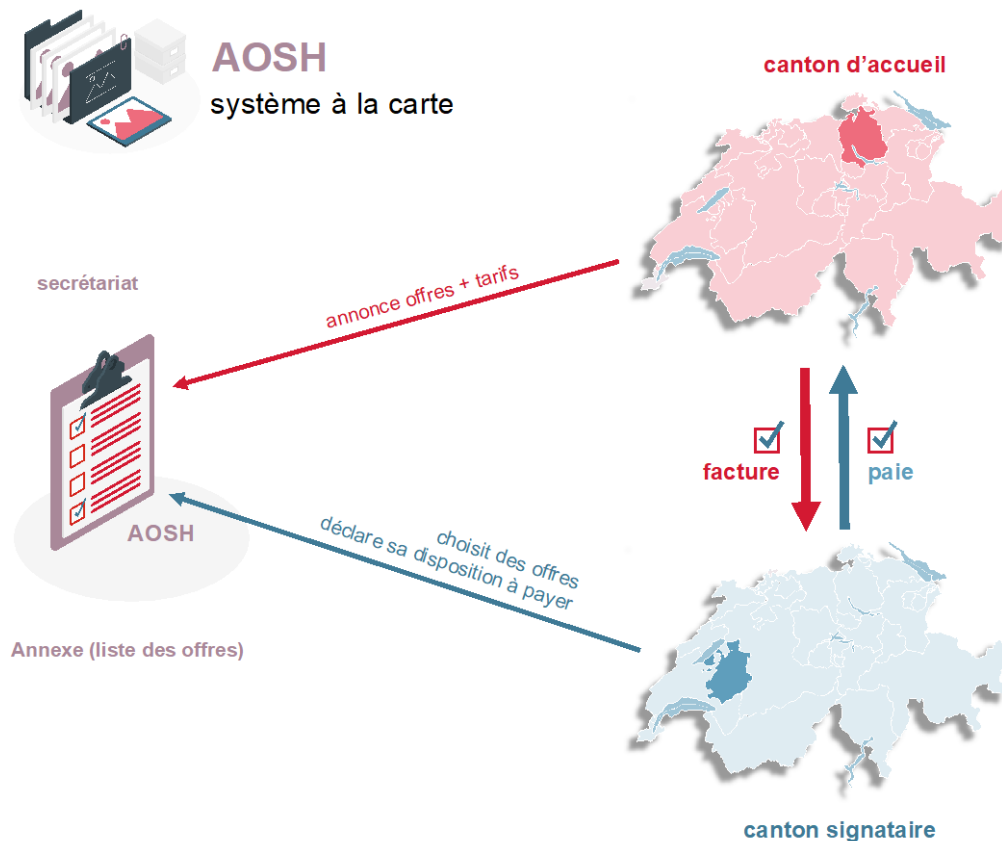 AOSH
système à la carte
canton d'accueil
secrétariat
annonce offres + tarifs
facture
paie
AOSH
choisit des offres
déclare sa disposition à payer
Annexe (liste des offres)
canton signataire